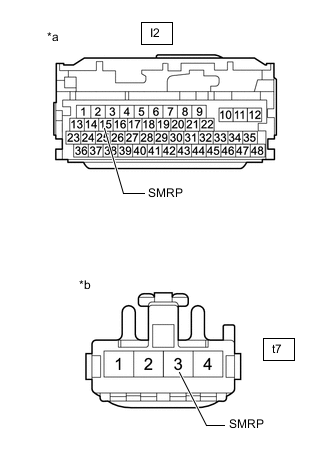 *a
I2
1 2 3 4 5 6 7 8 9 10 11 12
13 14 15 16 17 18 19 20 21 22
23 24 25 26 27 28 29 30 31 32 33 34 35
36 37 38 39 40 41 42 43 44 45 46 47 48
SMRP
*b
t7
1 2 3 4
SMRP